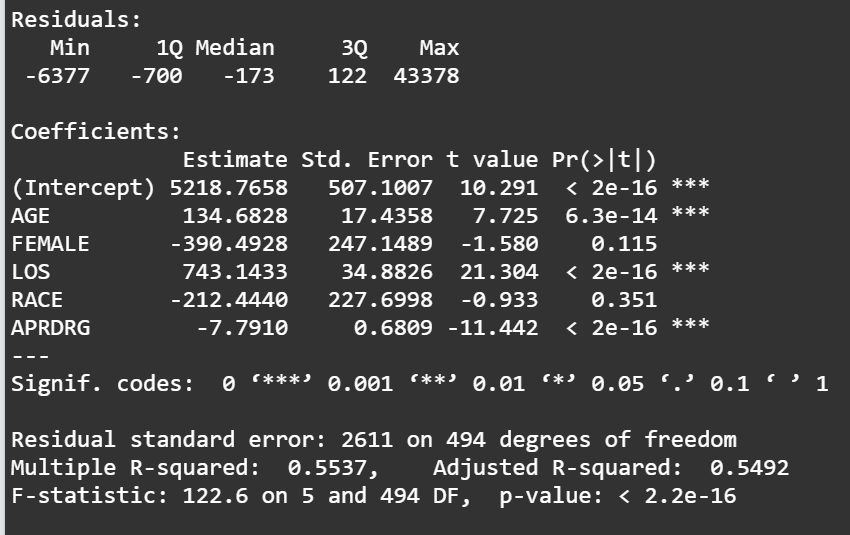 Residuals:
   Min     1Q Median     3Q    Max
 -6377   -700   -173    122  43378

Coefficients:
             Estimate Std. Error t value Pr(>|t|)
(Intercept) 5218.7658   507.1007  10.291  < 2e-16 ***
AGE          134.6828    17.4358   7.725  6.3e-14 ***
FEMALE      -390.4928   247.1489  -1.580    0.115
LOS          743.1433    34.8826  21.304  < 2e-16 ***
RACE        -212.4440   227.6998  -0.933    0.351
APRDRG        -7.7910     0.6809 -11.442  < 2e-16 ***
---
Signif. codes:  0 ‘***’ 0.001 ‘**’ 0.01 ‘*’ 0.05 ‘.’ 0.1 ‘ ’ 1

Residual standard error: 2611 on 494 degrees of freedom
Multiple R-squared:  0.5537,    Adjusted R-squared:  0.5492
F-statistic: 122.6 on 5 and 494 DF,  p-value: < 2.2e-16